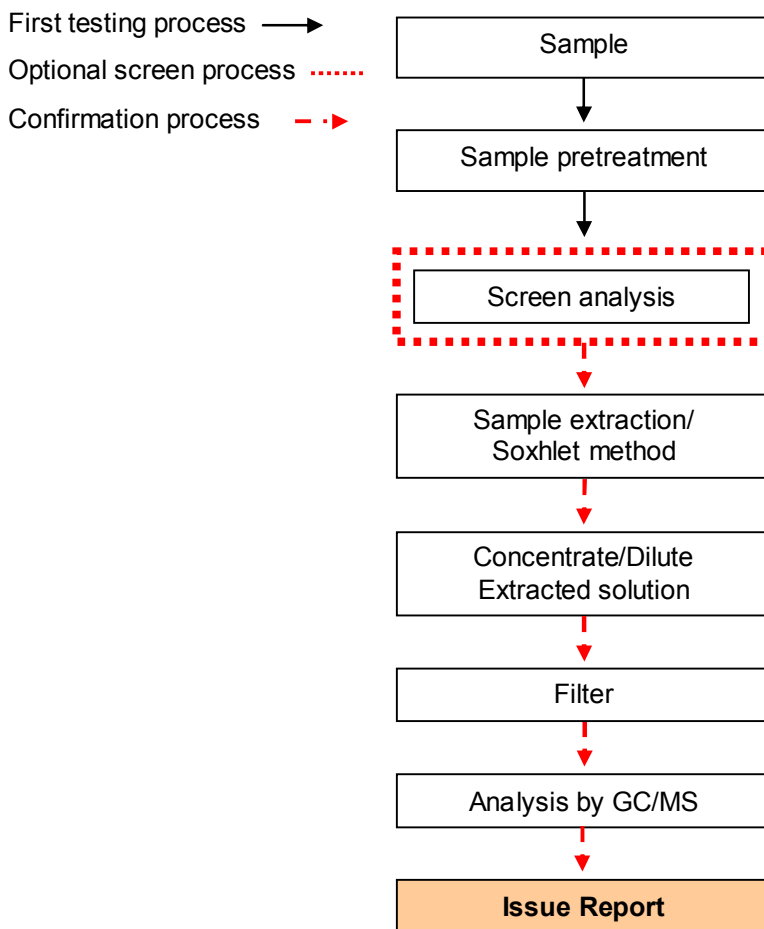 First testing process
Optional screen process
Confirmation process
Sample
Sample pretreatment
Screen analysis
Sample extraction/
Soxhlet method
Concentrate/Dilute
Extracted solution
Filter
Analysis by GC/MS
Issue Report